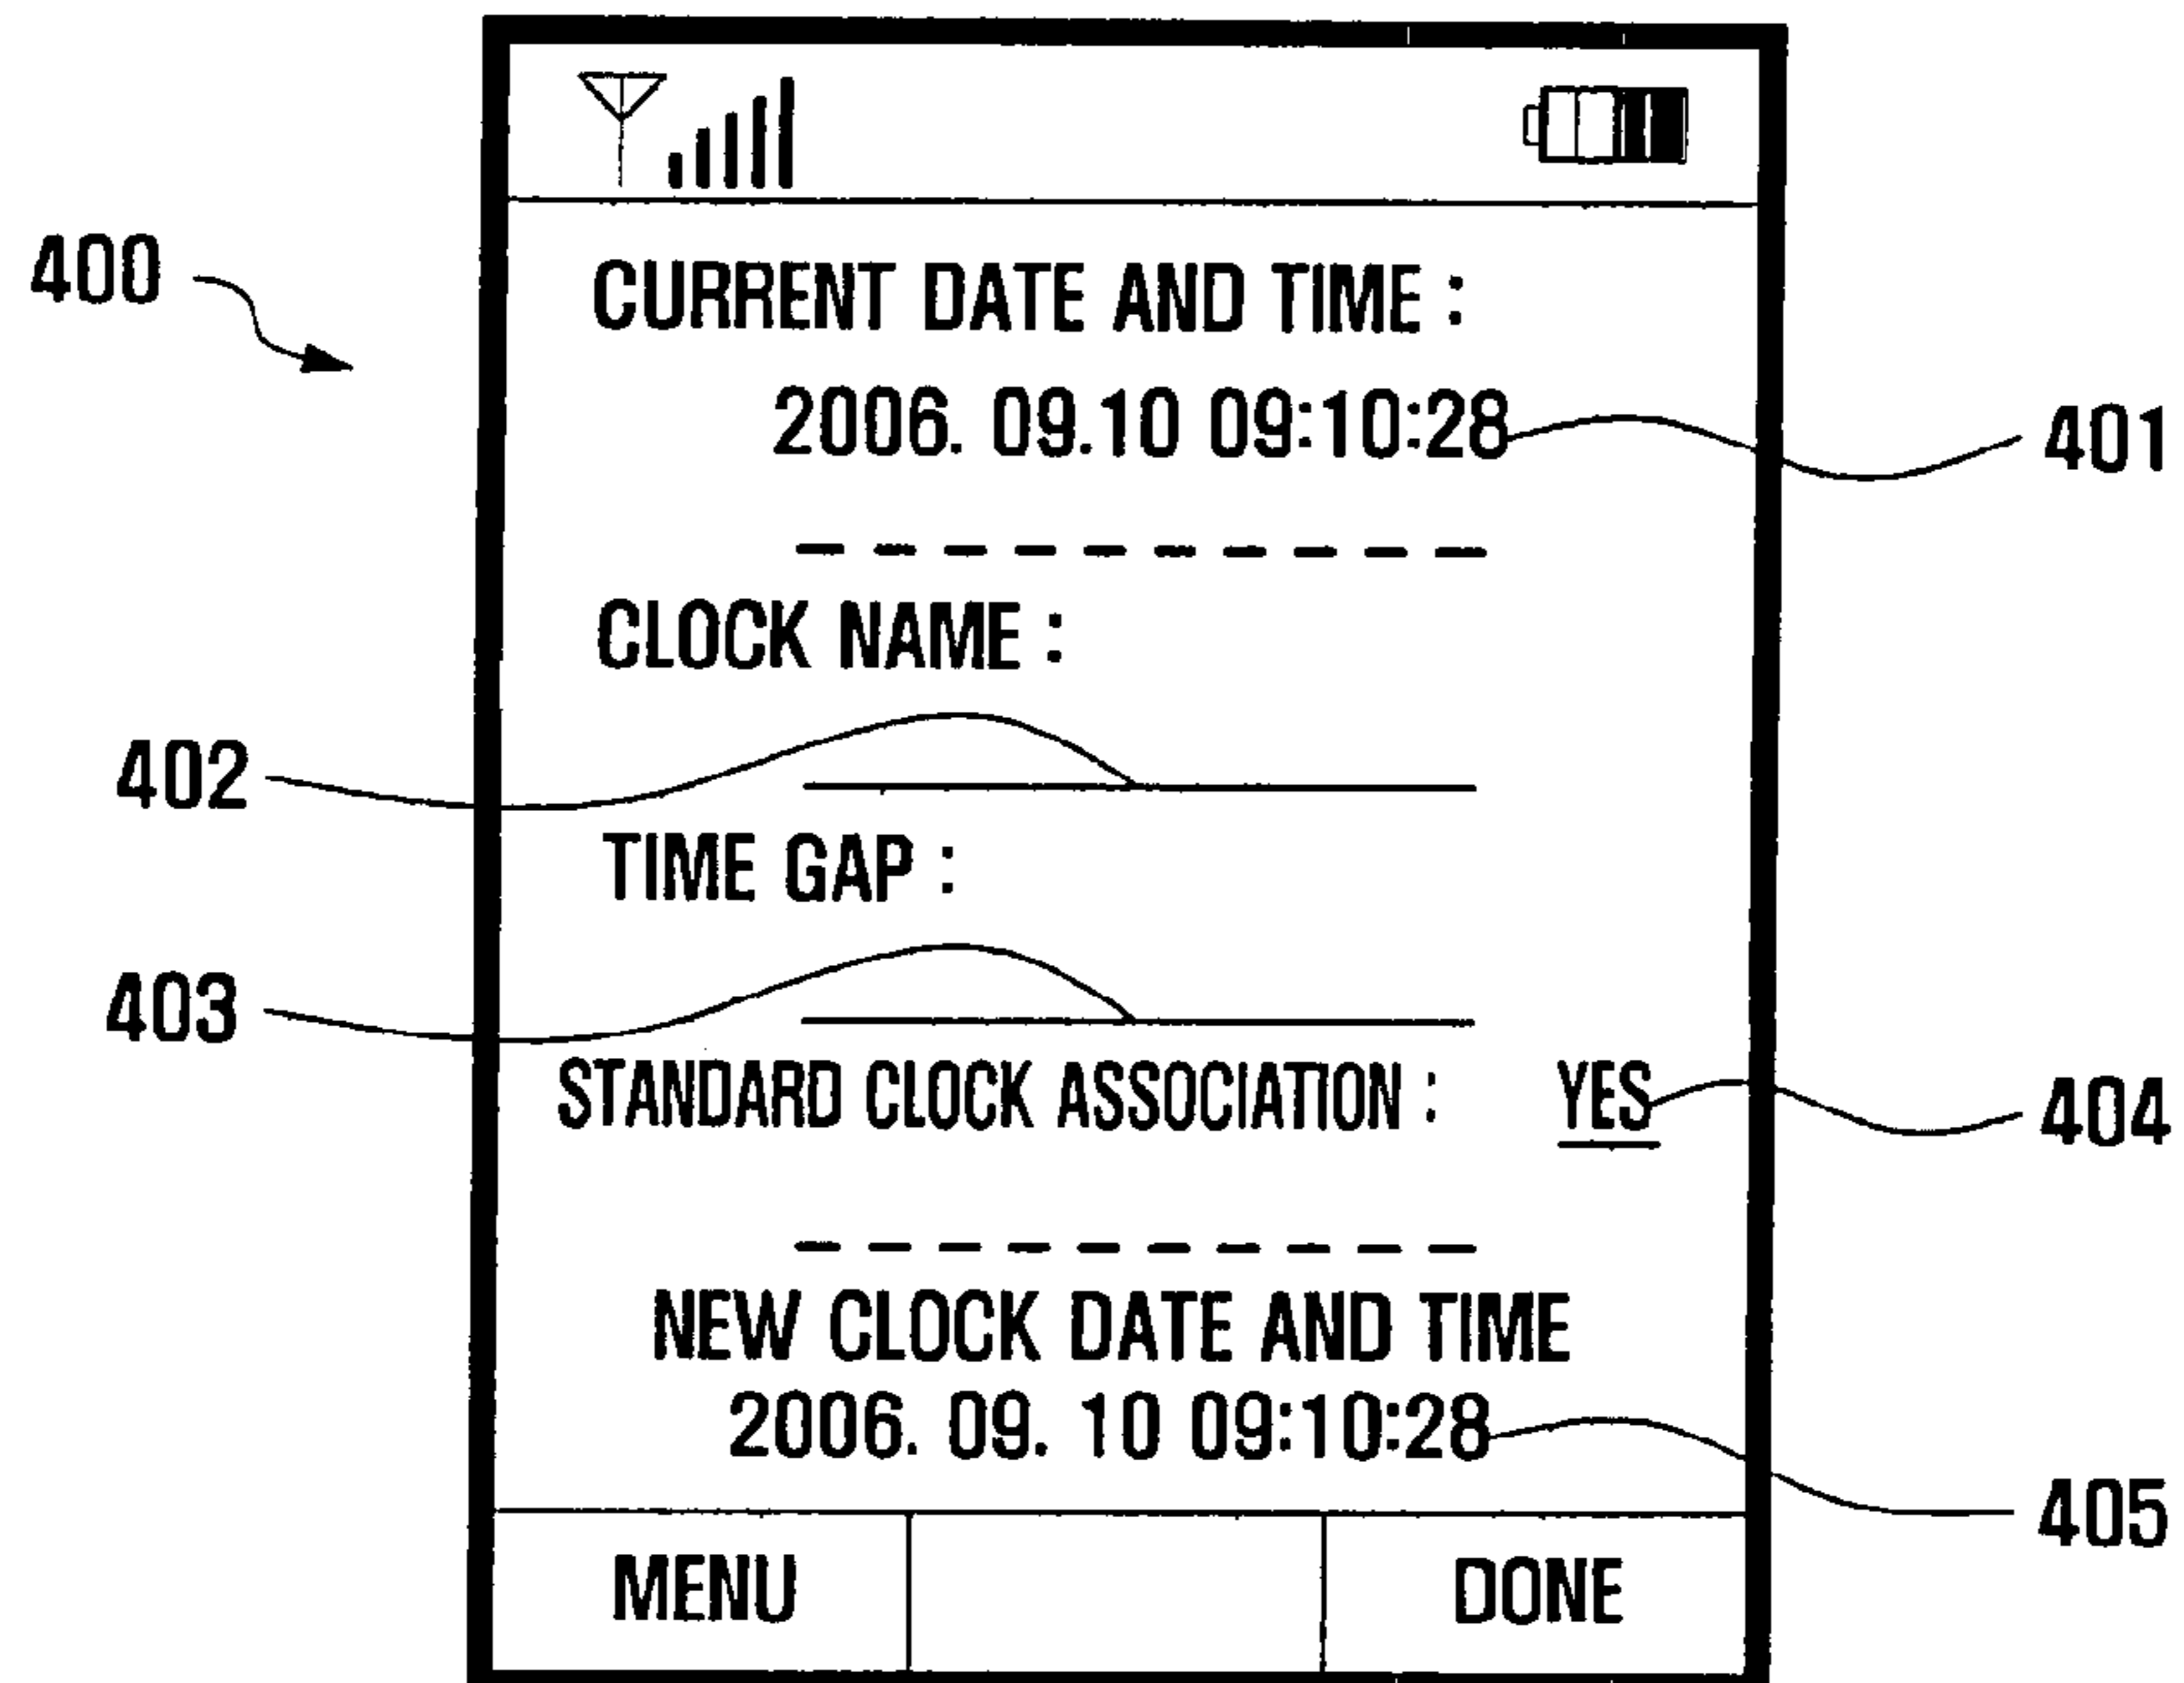 400
CURRENT DATE AND TIME :
2006. 09.10 09:10:28
401
CLOCK NAME :
402
TIME GAP :
403
STANDARD CLOCK ASSOCIATION : YES
404
NEW CLOCK DATE AND TIME
2006. 09. 10 09:10:28
405
MENU
DONE